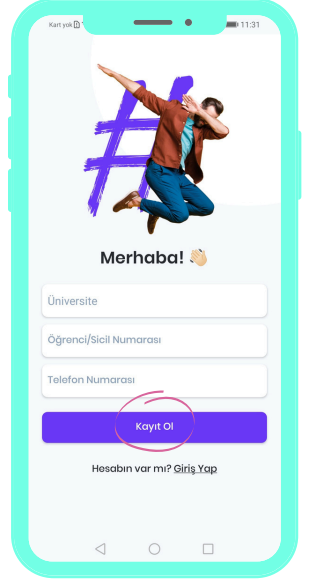 Kart yok 11:31
Merhaba! 👋
Üniversite
Öğrenci/Sicil Numarası
Telefon Numarası
Kayıt Ol
Hesabın var mı? Giriş Yap